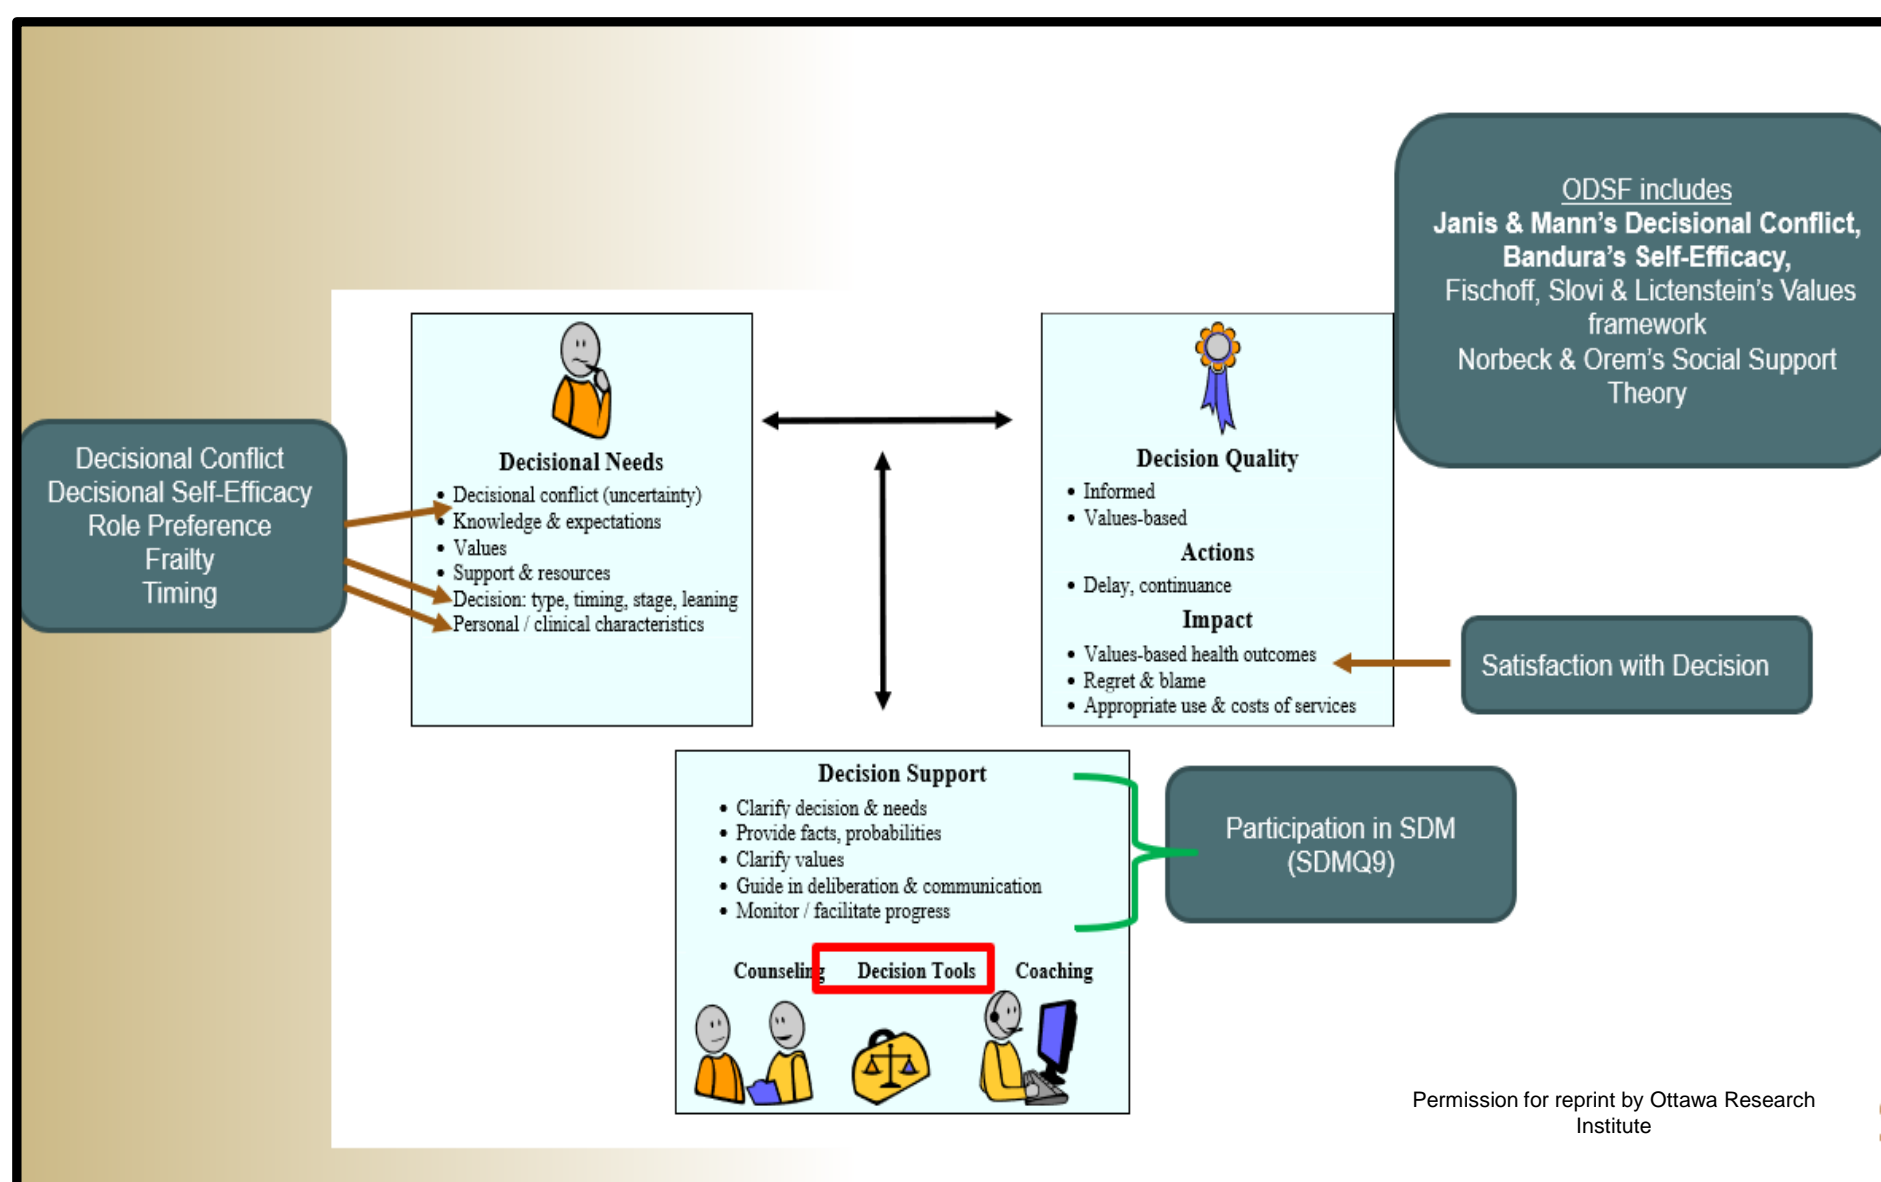 ODSF includes
Janis & Mann’s Decisional Conflict,
Bandura’s Self-Efficacy,
Fischoff, Slovi & Lictenstein’s Values
framework
Norbeck & Orem’s Social Support
Theory
Decisional Conflict
Decisional Self-Efficacy
Role Preference
Frailty
Timing
Decisional Needs
• Decisional conflict (uncertainty)
• Knowledge & expectations
• Values
• Support & resources
• Decision: type, timing, stage, leaning
• Personal / clinical characteristics
Decision Quality
• Informed
• Values-based
Actions
• Delay, continuance
Impact
• Values-based health outcomes
• Regret & blame
• Appropriate use & costs of services
Satisfaction with Decision
Decision Support
• Clarify decision & needs
• Provide facts, probabilities
• Clarify values
• Guide in deliberation & communication
• Monitor / facilitate progress
Counseling Decision Tools Coaching
Participation in SDM
(SDMQ9)
Permission for reprint by Ottawa Research
Institute